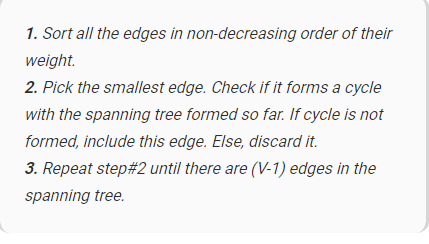 1. Sort all the edges in non-decreasing order of their
weight.
2. Pick the smallest edge. Check if it forms a cycle
with the spanning tree formed so far. If cycle is not
formed, include this edge. Else, discard it.
3. Repeat step#2 until there are (V-1) edges in the
spanning tree.